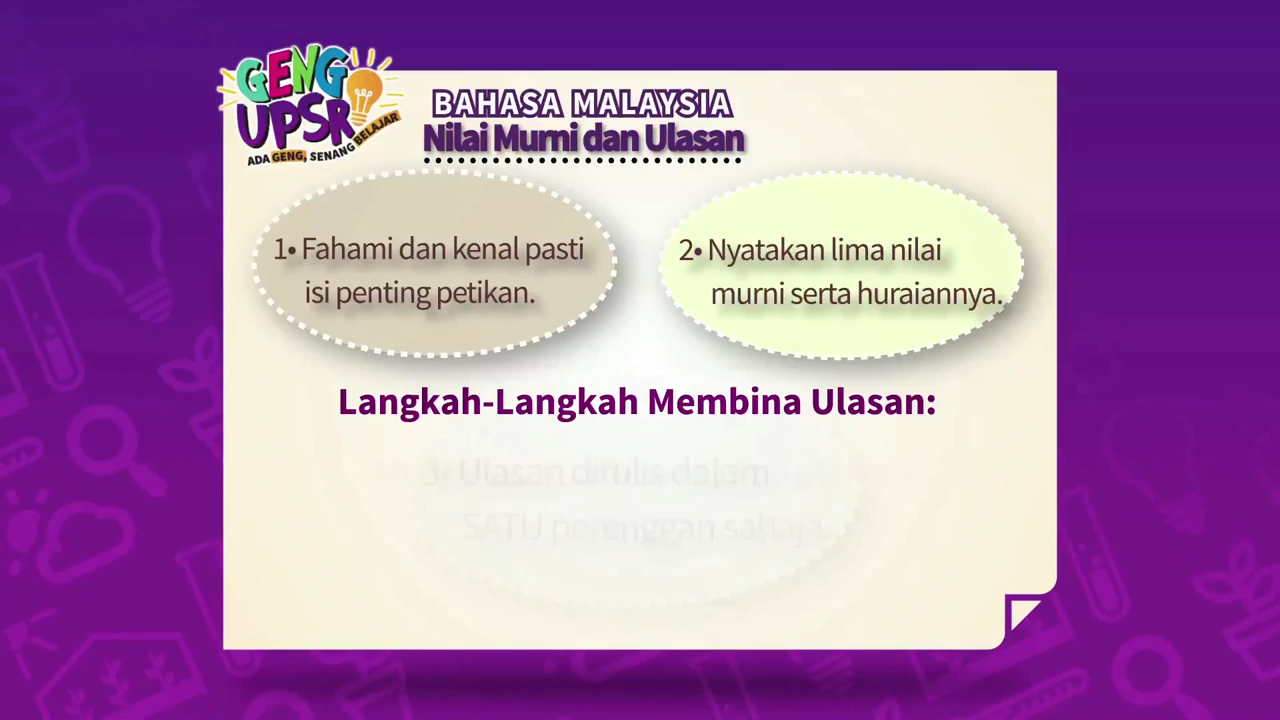 GENG
UPSR
ADA GENG, SENANG BELAJAR
BAHASA MALAYSIA
Nilai Murni dan Ulasan
1• Fahami dan kenal pasti
isi penting petikan.
2• Nyatakan lima nilai
murni serta huraiannya.
Langkah-Langkah Membina Ulasan:
3• Ulasan ditulis dalam
SATU perenggan sahaja.